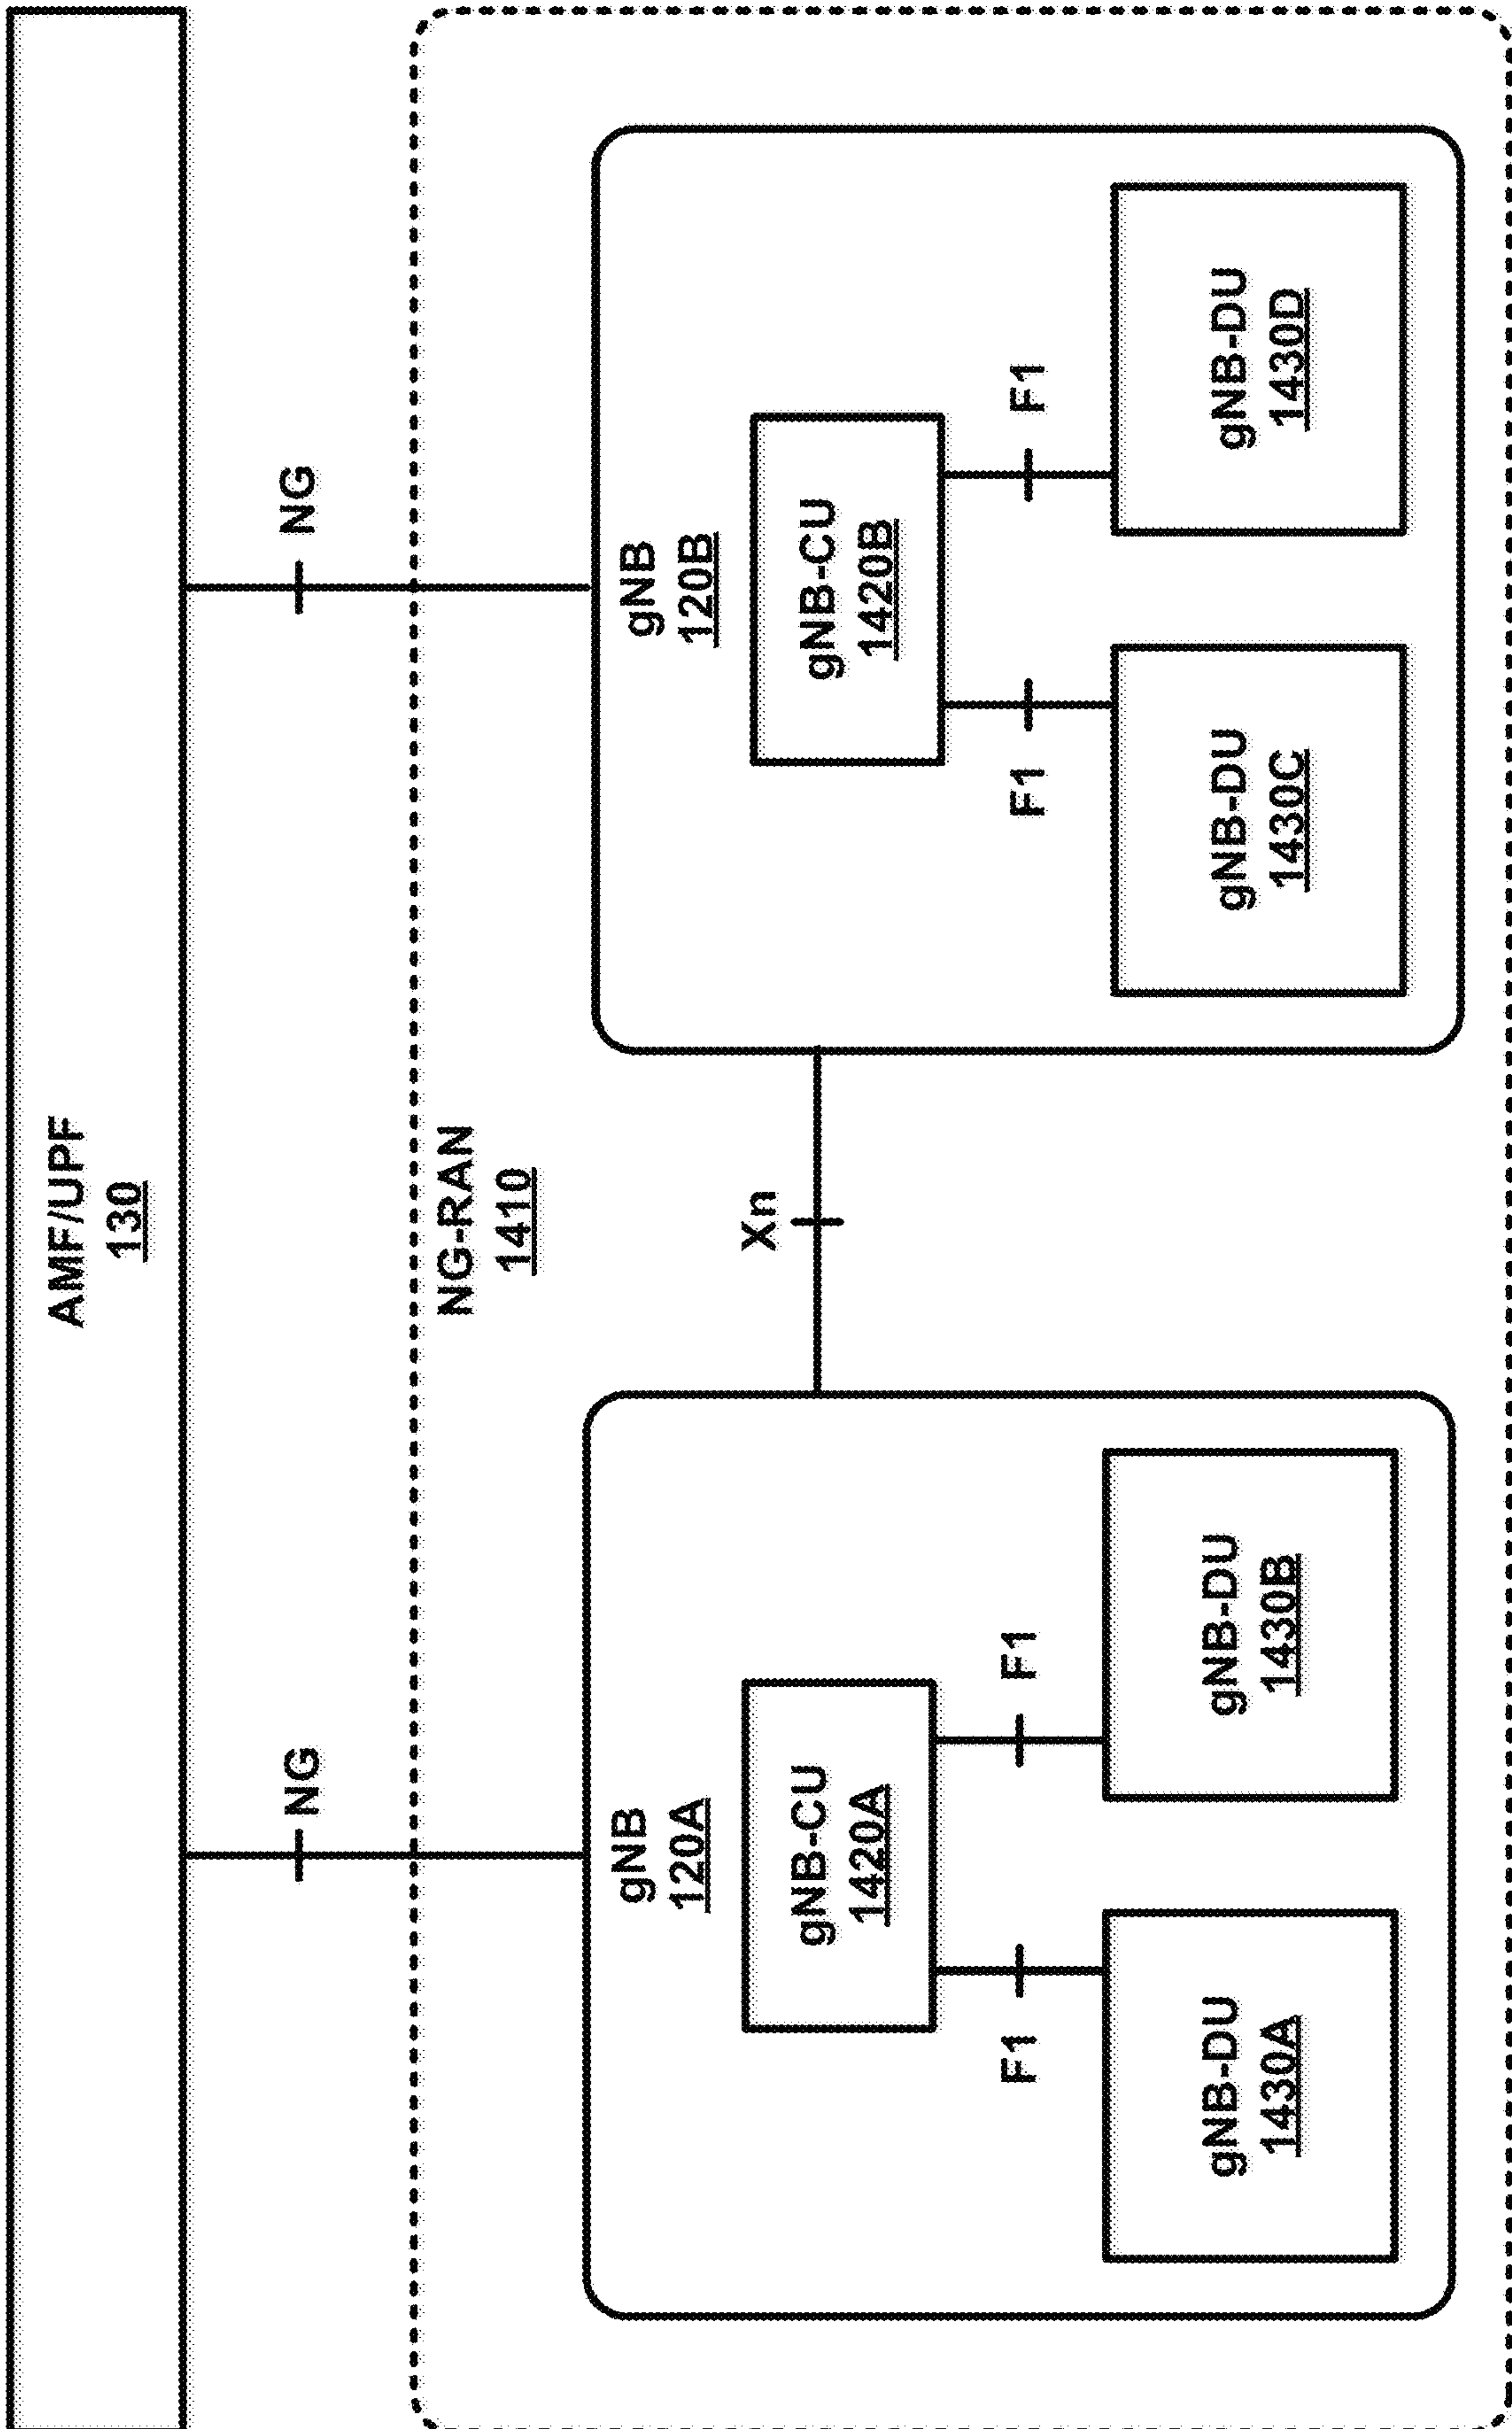 AMF/UPF
130
NG
NG
NG-RAN
1410
gNB
120A
gNB
120B
Xn
gNB-CU
1420A
gNB-CU
1420B
F1
F1
F1
F1
gNB-DU
1430A
gNB-DU
1430B
gNB-DU
1430C
gNB-DU
1430D